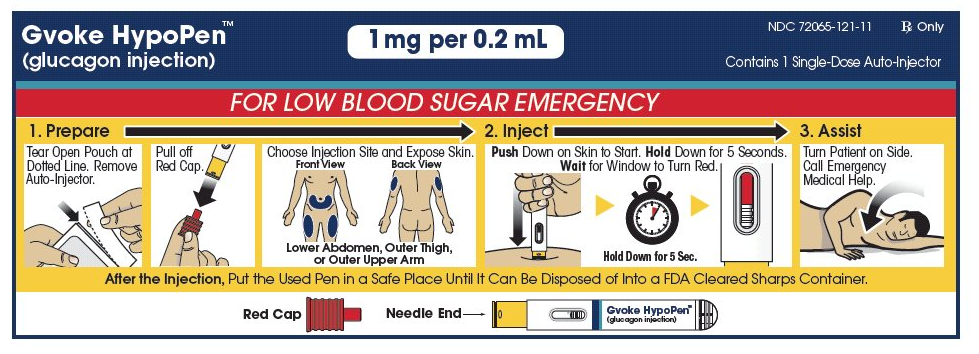 Gvoke HypoPen™
(glucagon injection)
1 mg per 0.2 mL
NDC 72065-121-11 ℞ Only
Contains 1 Single-Dose Auto-Injector
FOR LOW BLOOD SUGAR EMERGENCY
1. Prepare
Tear Open Pouch at
Dotted Line. Remove
Auto-Injector.
Pull off
Red Cap.
Choose Injection Site and Expose Skin.
Front View Back View
Lower Abdomen, Outer Thigh,
or Outer Upper Arm
2. Inject
Push Down on Skin to Start. Hold Down for 5 Seconds.
Wait for Window to Turn Red.
Hold Down for 5 Sec.
3. Assist
Turn Patient on Side.
Call Emergency
Medical Help.
After the Injection, Put the Used Pen in a Safe Place Until It Can Be Disposed of Into a FDA Cleared Sharps Container.
Red Cap
Needle End
Gvoke HypoPen™
(glucagon injection)